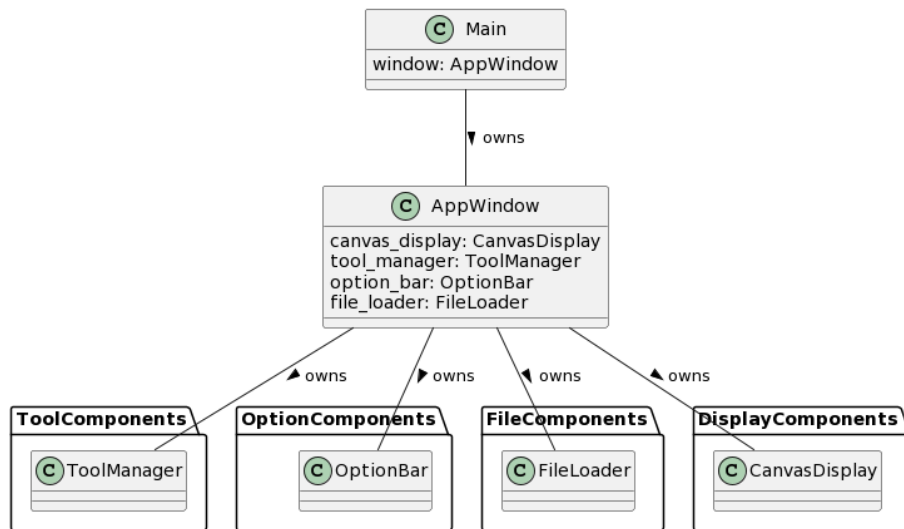 C Main
window: AppWindow
owns
C AppWindow
canvas_display: CanvasDisplay
tool_manager: ToolManager
option_bar: OptionBar
file_loader: FileLoader
owns
owns
owns
owns
ToolComponents
OptionComponents
FileComponents
DisplayComponents
C ToolManager
C OptionBar
C FileLoader
C CanvasDisplay